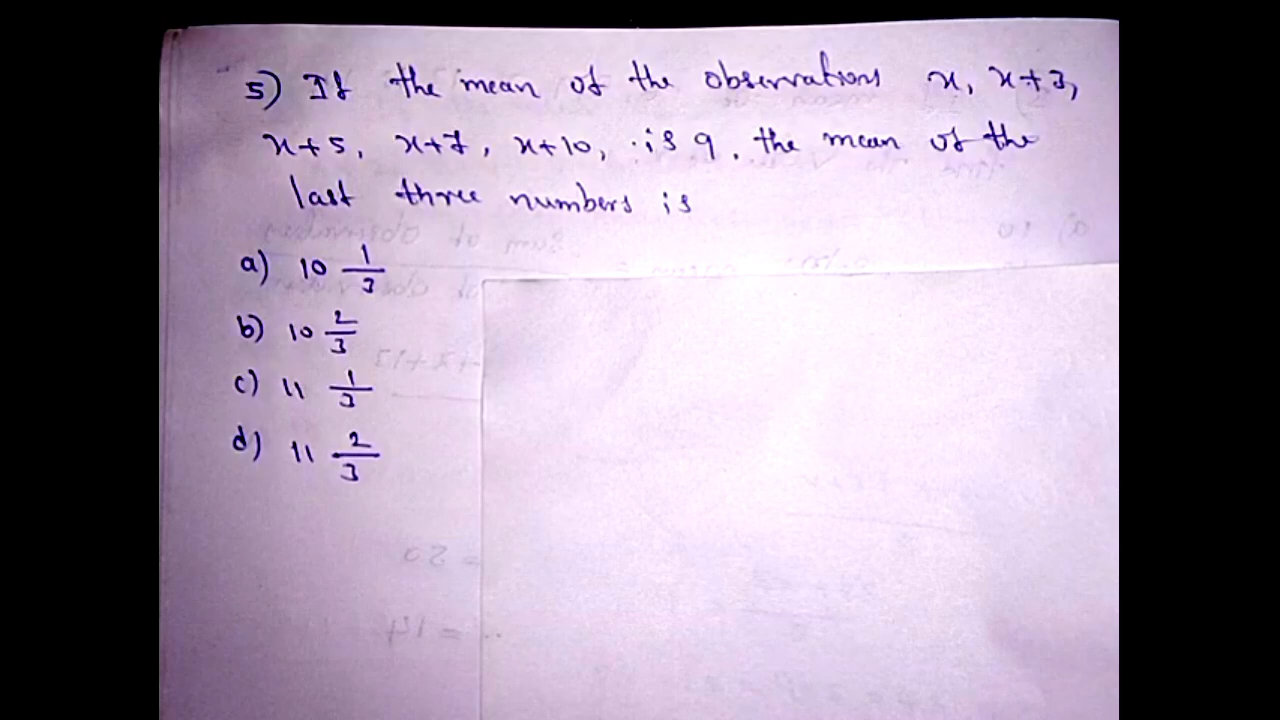 5) If the mean of the observations x, x+3,
x+5, x+7, x+10, is 9, the mean of the
last three numbers is
a) 10 1/3
b) 10 2/3
c) 11 1/3
d) 11 2/3